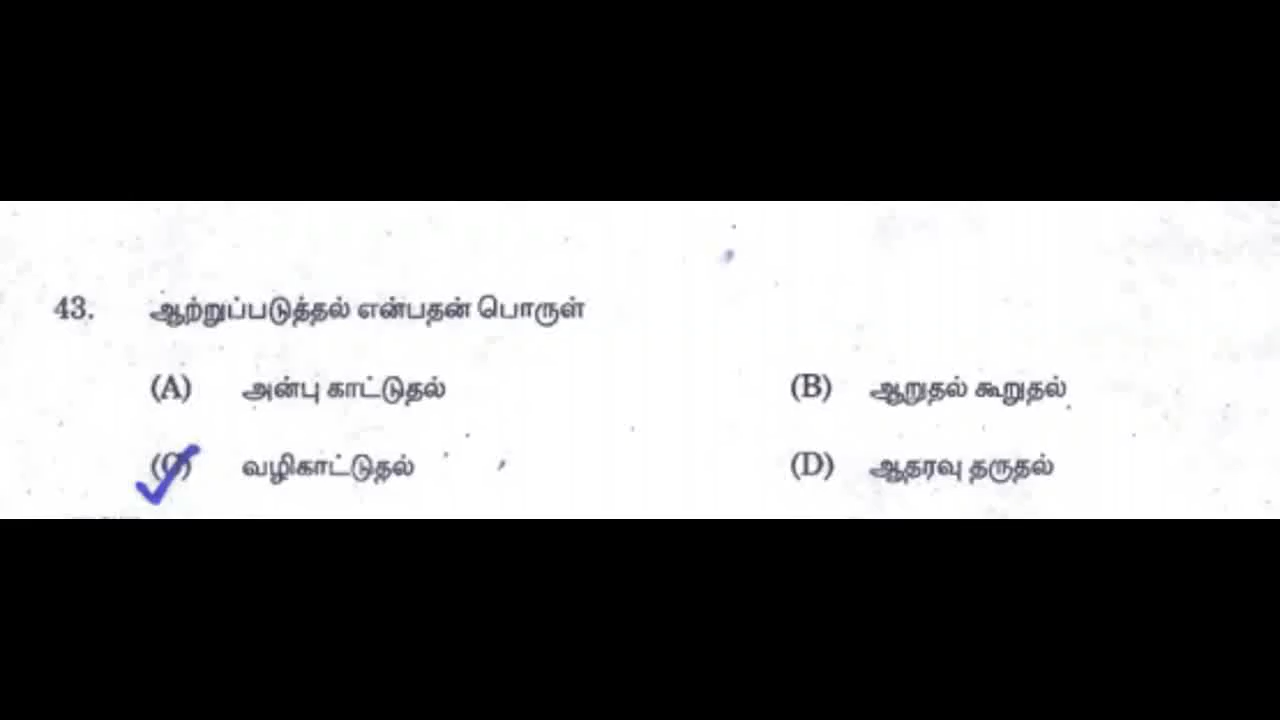 43. ஆற்றுப்படுத்தல் என்பதன் பொருள்
(A) அன்பு காட்டுதல் (B) ஆறுதல் கூறுதல்
(C) வழிகாட்டுதல் (D) ஆதரவு தருதல்